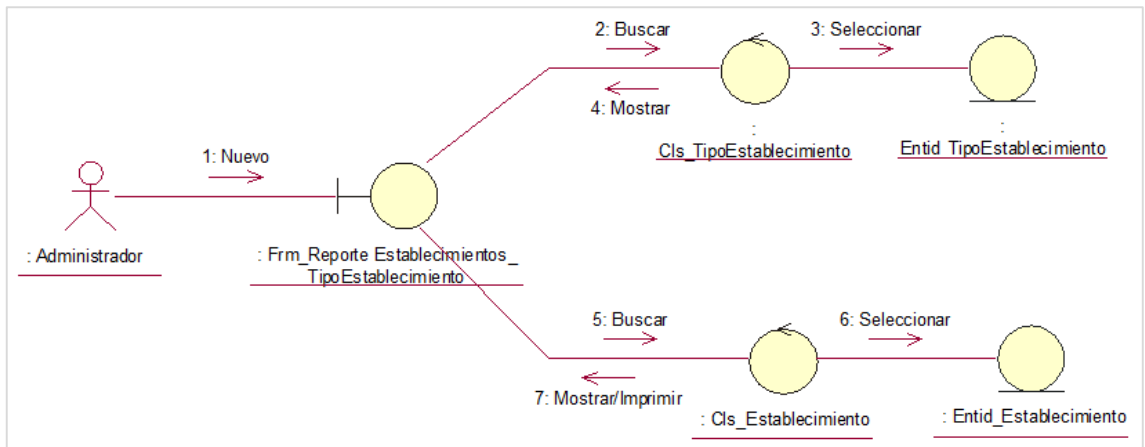 2: Buscar
3: Seleccionar
4: Mostrar
:
Cls_TipoEstablecimiento
:
Entid_TipoEstablecimiento
1: Nuevo
: Administrador
: Frm_Reporte Establecimientos_
TipoEstablecimiento
5: Buscar
6: Seleccionar
7: Mostrar/Imprimir
: Cls_Establecimiento
: Entid_Establecimiento